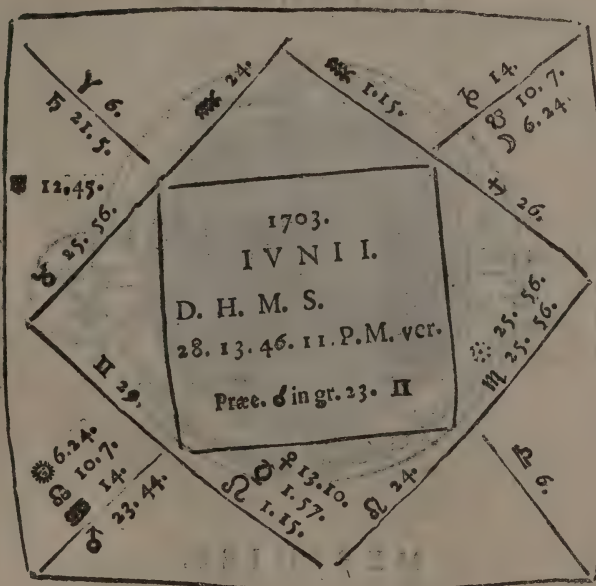 ♈ 6.
♄ 21. 5.
♒ 24.
♒ 1.15.
♑ 14.
☋ 10. 7.
☽ 6. 24.
12.45.
♉ 25. 56.
♐ 26.
1703.
IVNII.
D. H. M. S.
28. 13. 46. 11. P. M. ver.
Præe. ☌ in gr. 23. ♊
25. 56.
♏ 25. 56.
♊ 29.
☉ 6.24.
☊ 10.7.
14.
♂ 23. 44.
♀ 13.10.
1. 57.
♌ 1.15.
♌ 24.
♎ 6.